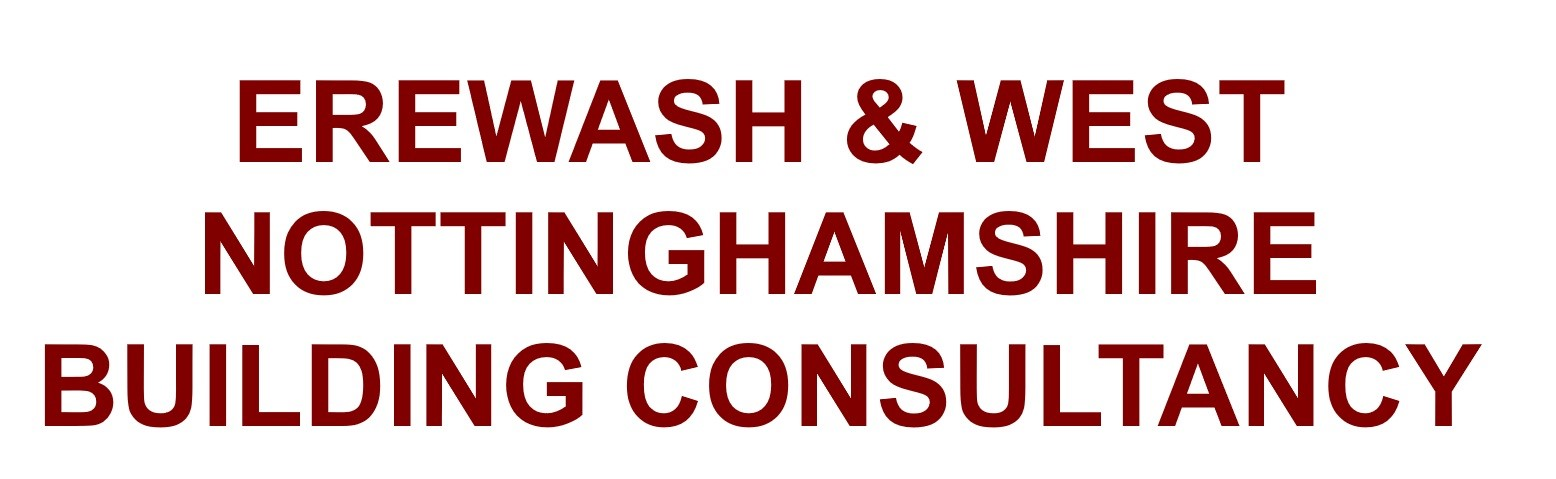 EREWASH & WEST
NOTTINGHAMSHIRE
BUILDING CONSULTANCY